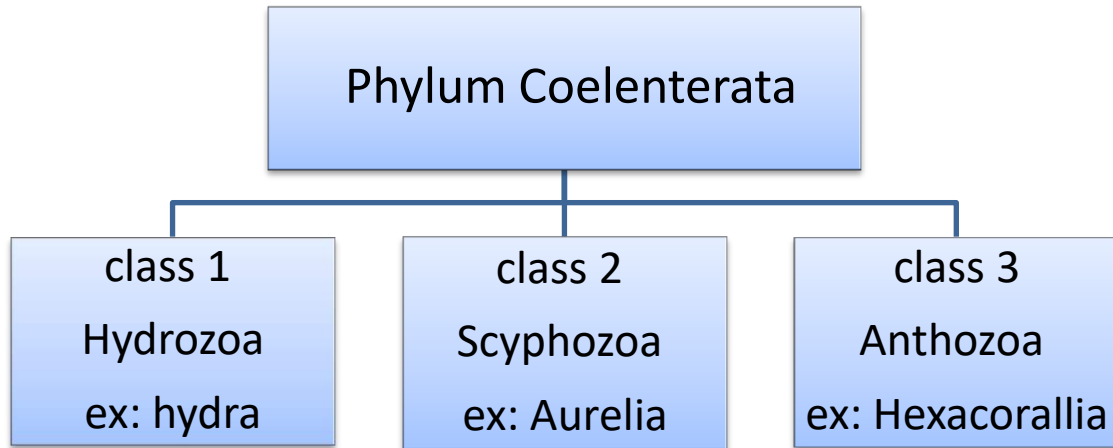 Phylum Coelenterata
class 1
Hydrozoa
ex: hydra
class 2
Scyphozoa
ex: Aurelia
class 3
Anthozoa
ex: Hexacorallia